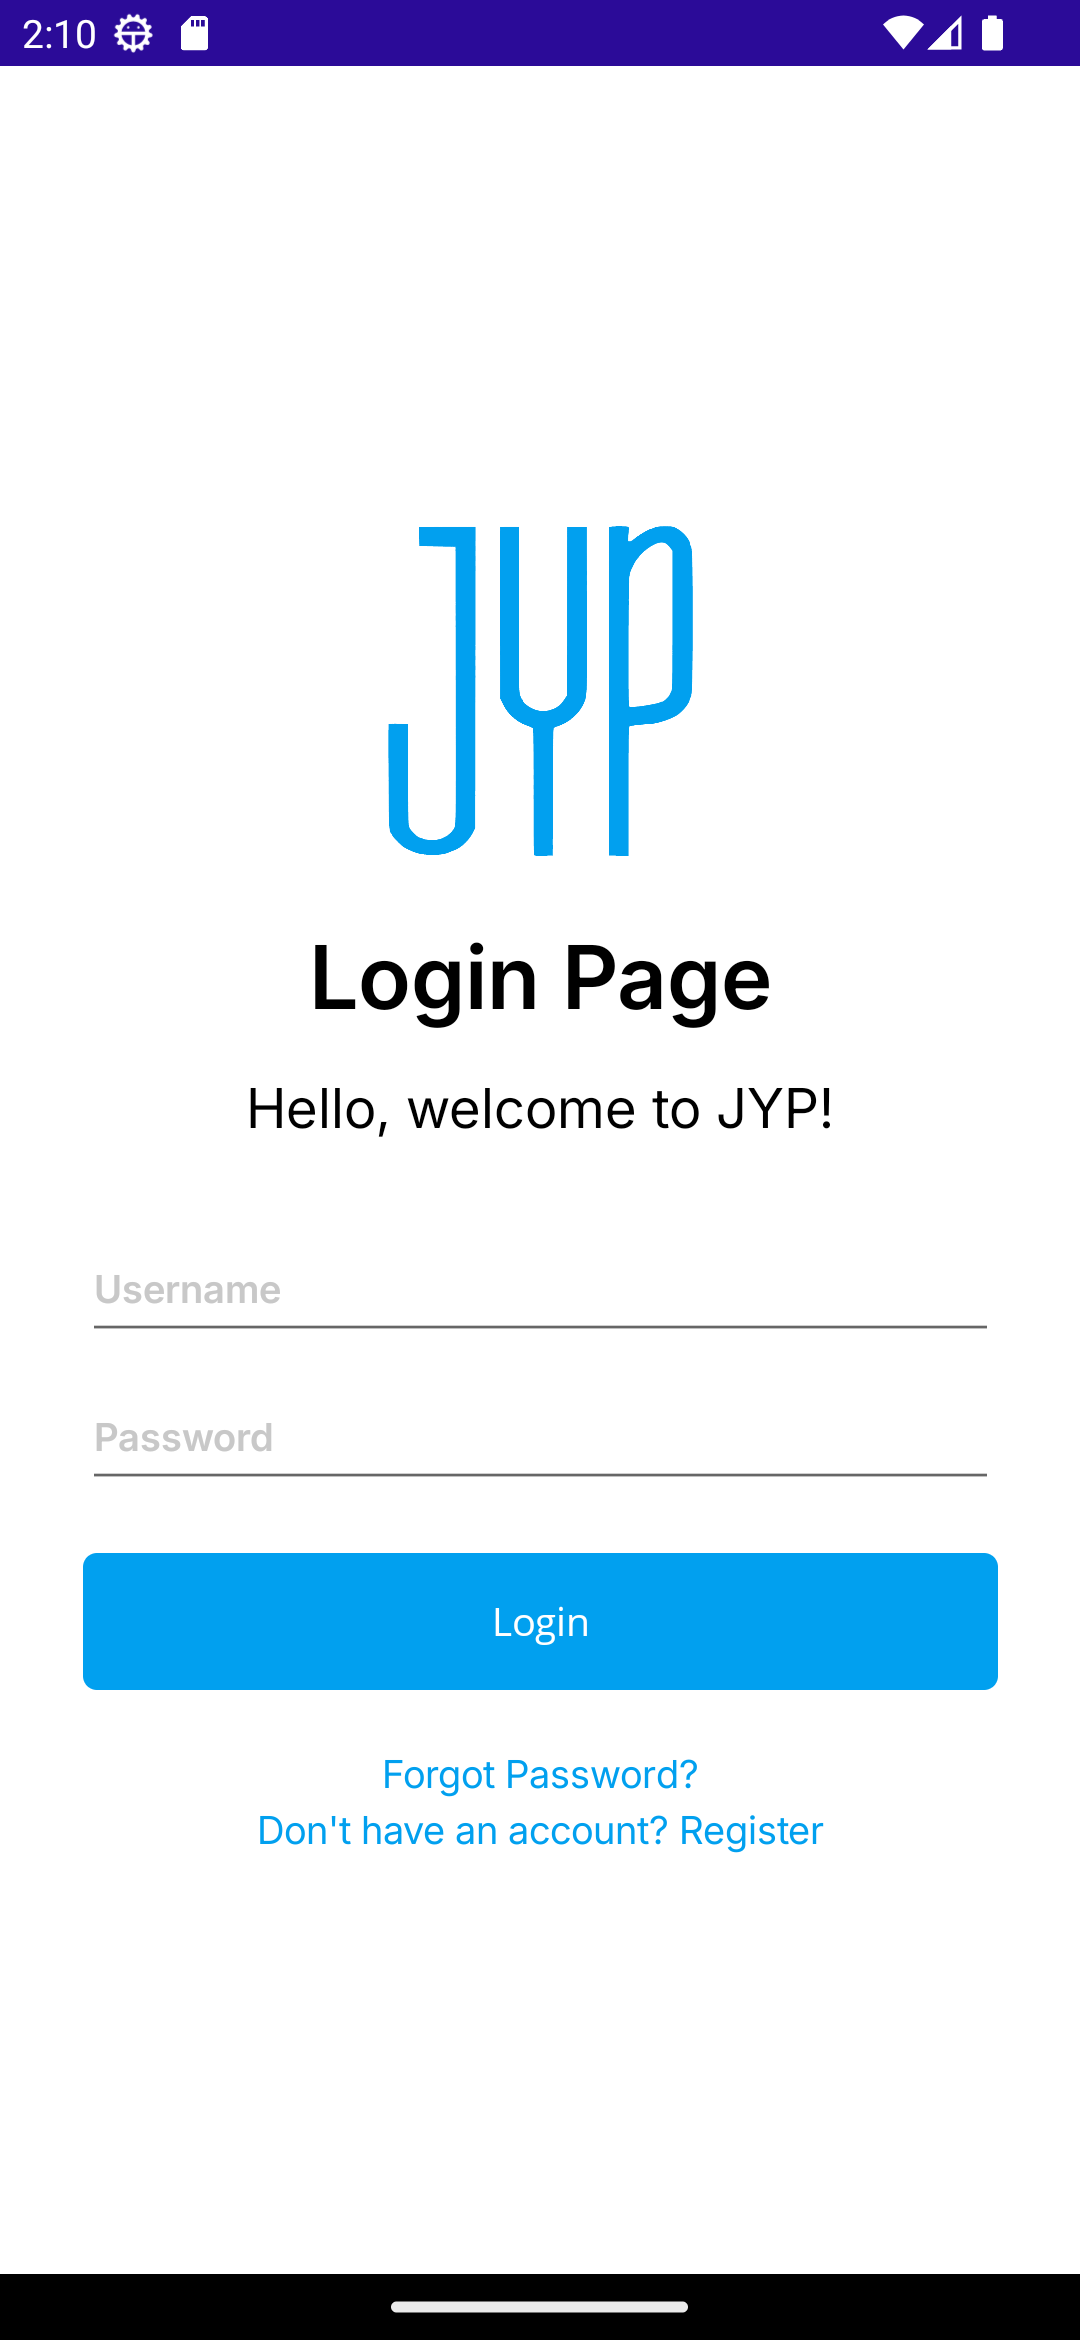 2:10
JYP
Login Page
Hello, welcome to JYP!
Username
Password
Login
Forgot Password?
Don't have an account? Register